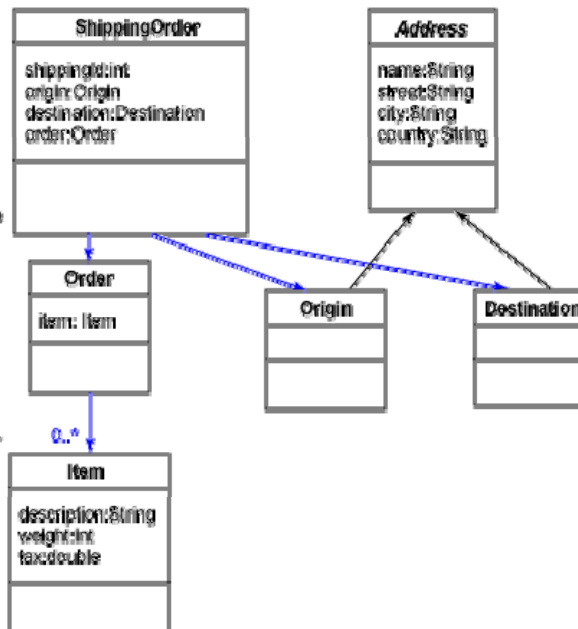 ShippingOrder
shippingId:int
origin:Origin
destination:Destination
order:Order
Address
name:String
street:String
city:String
country:String
Order
item: Item
Origin
Destination
0..*
Item
description:String
weight:int
tax:double